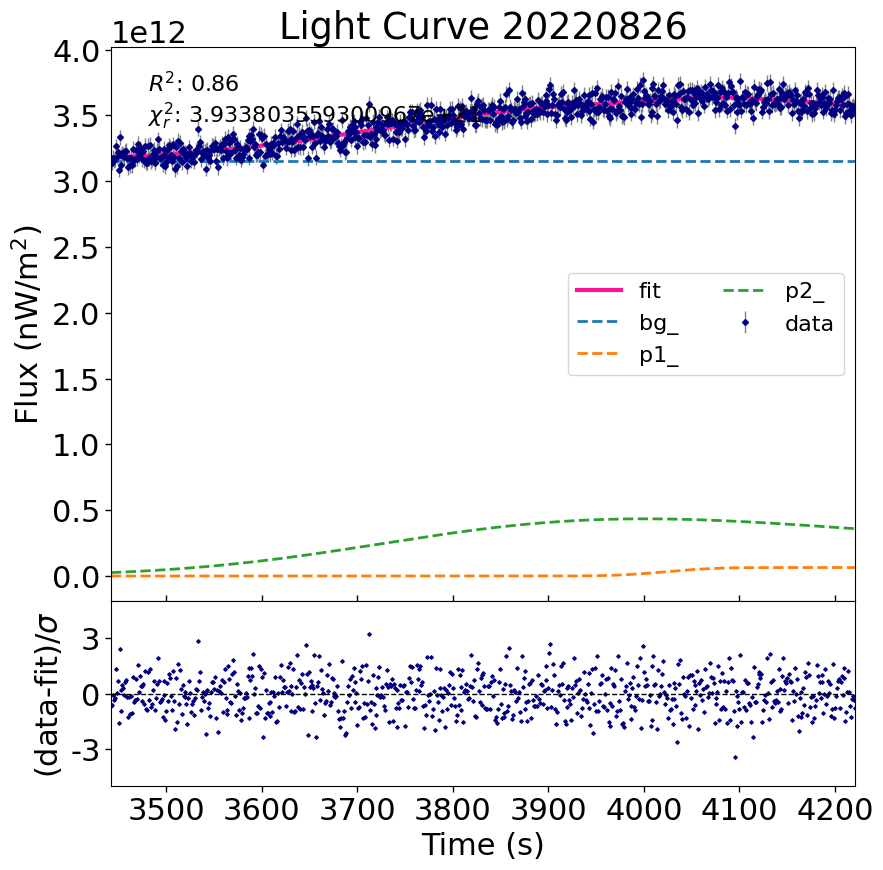 Light Curve 20220826
1e12
R²: 0.86
χ²ᵣ: 3.933803559300967e+21
4.0
3.5
3.0
2.5
2.0
1.5
1.0
0.5
0.0
Flux (nW/m²)
fit
bg_
p1_
p2_
data
3
0
-3
(data-fit)/σ
3500 3600 3700 3800 3900 4000 4100 4200
Time (s)